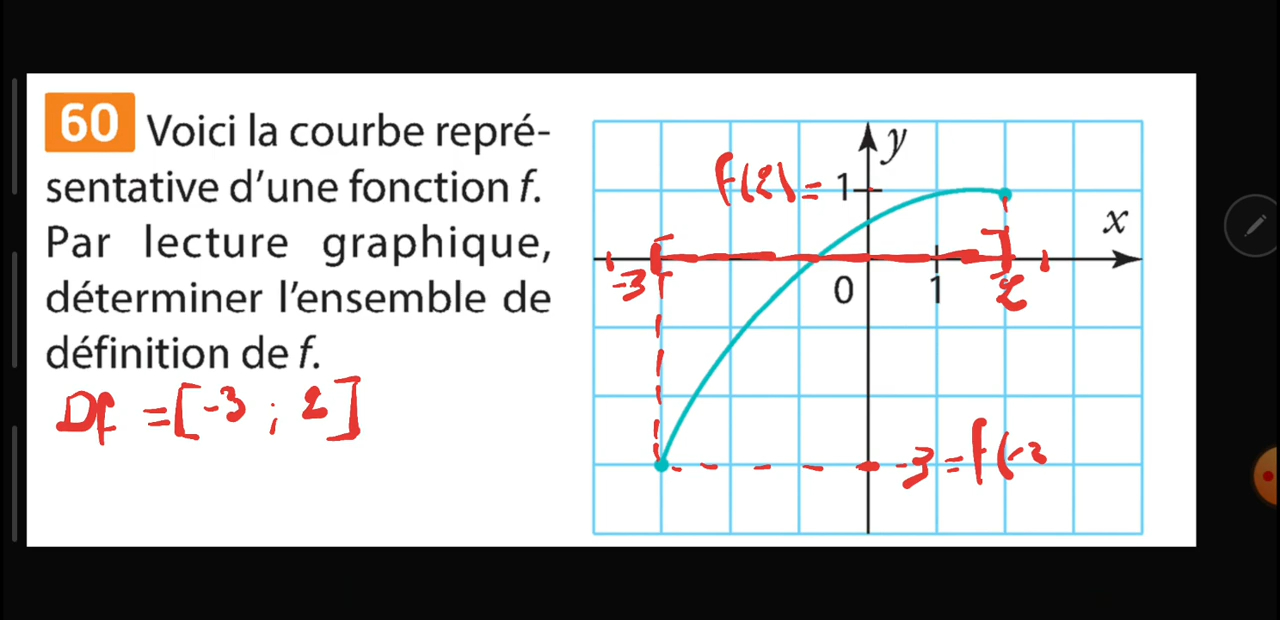 60 Voici la courbe repré-
sentative d'une fonction f.
Par lecture graphique,
déterminer l'ensemble de
définition de f.
Df = [-3 ; 2]
y
f(2) = 1
x
-3
0
1
2
-3 = f(-3